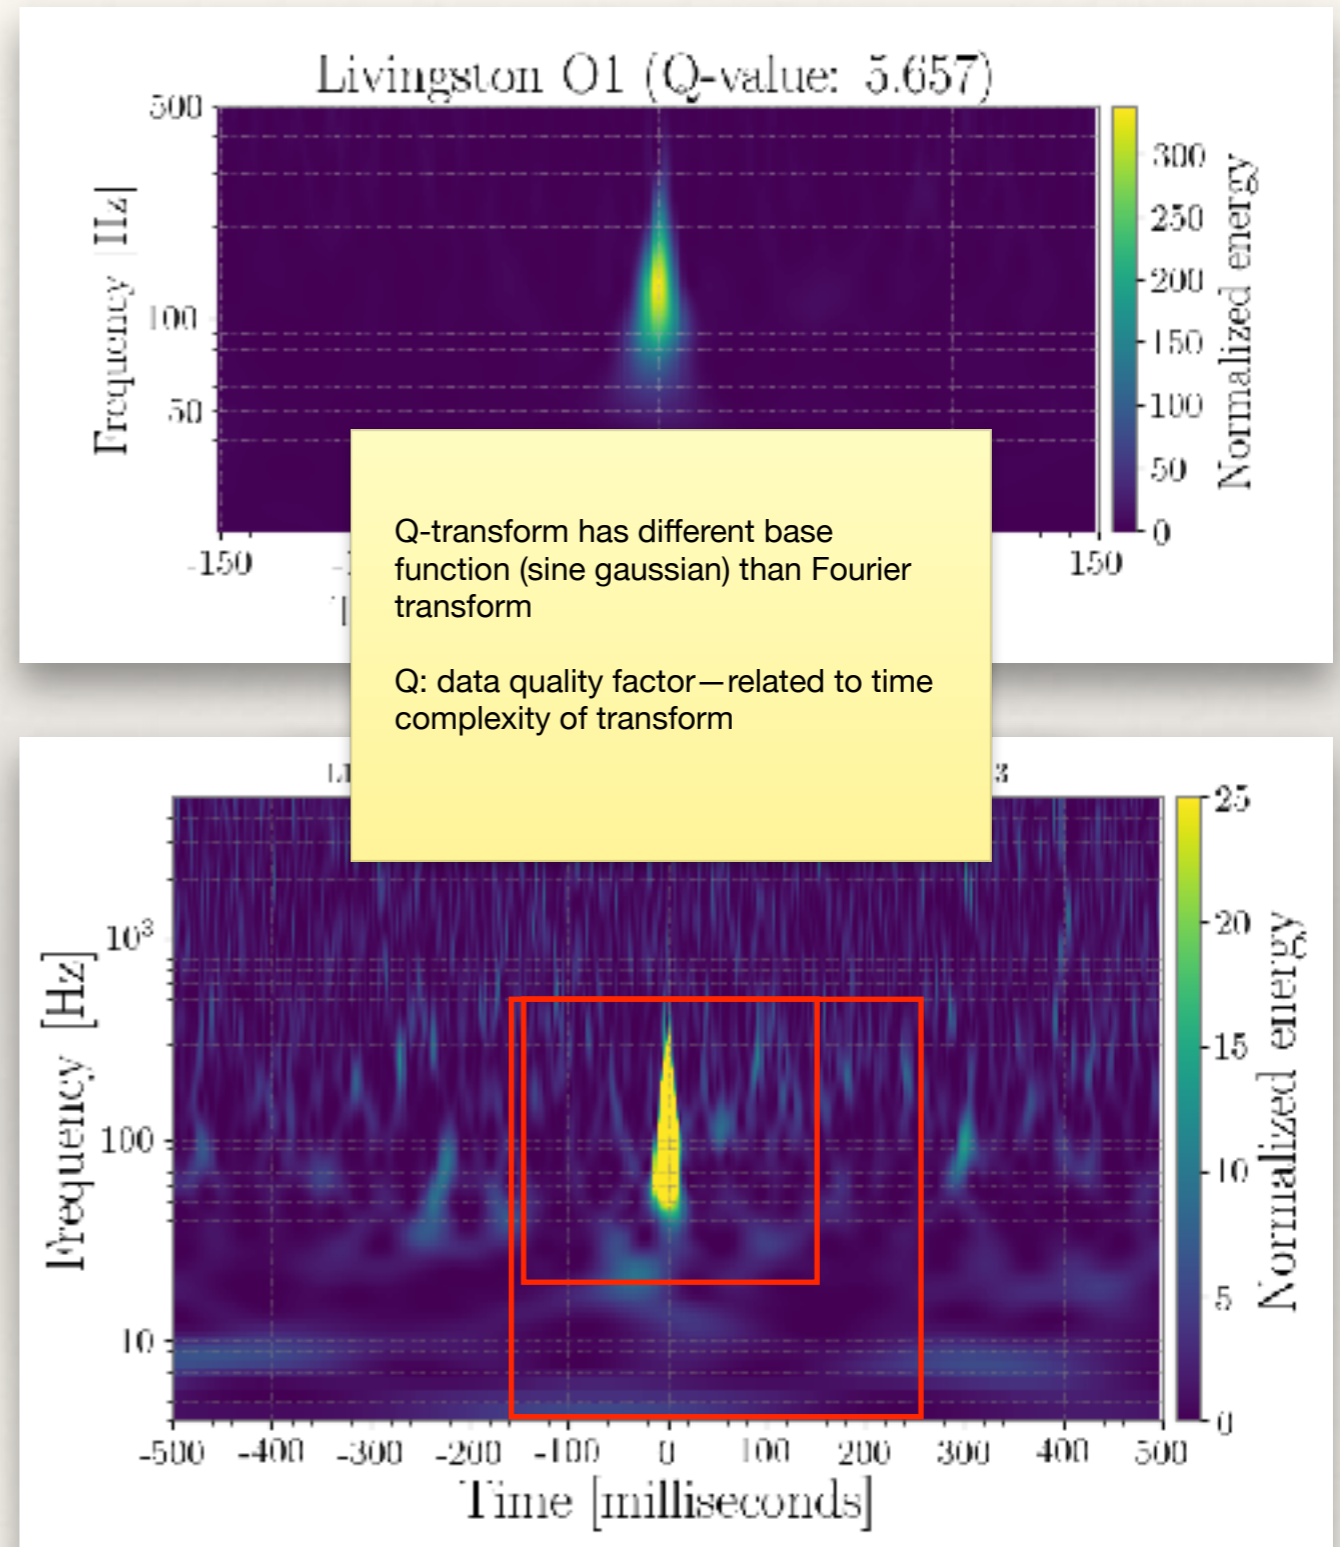 Livingston O1 (Q-value: 5.657)
500
100
50
Frequency [Hz]
-150
150
300
250
200
150
100
50
0
Normalized energy
Q-transform has different base
function (sine gaussian) than Fourier
transform
Q: data quality factor—related to time
complexity of transform
3
10³
100
10
Frequency [Hz]
-500 -400 -300 -200 -100 0 100 200 300 400 500
Time [milliseconds]
25
20
15
10
5
0
Normalized energy